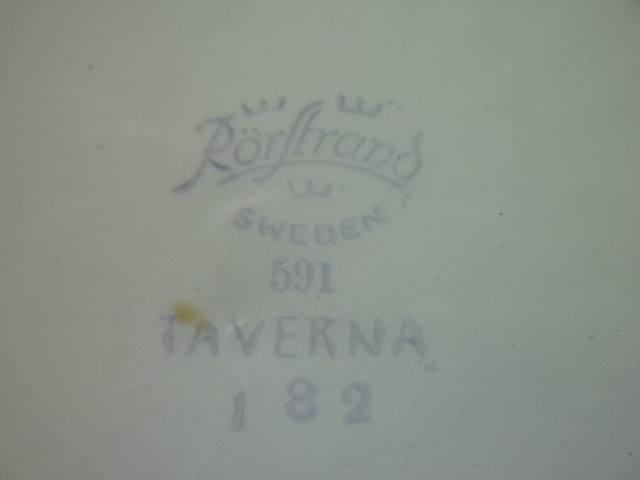 Rörstrand
SWEDEN
591
TAVERNA
182